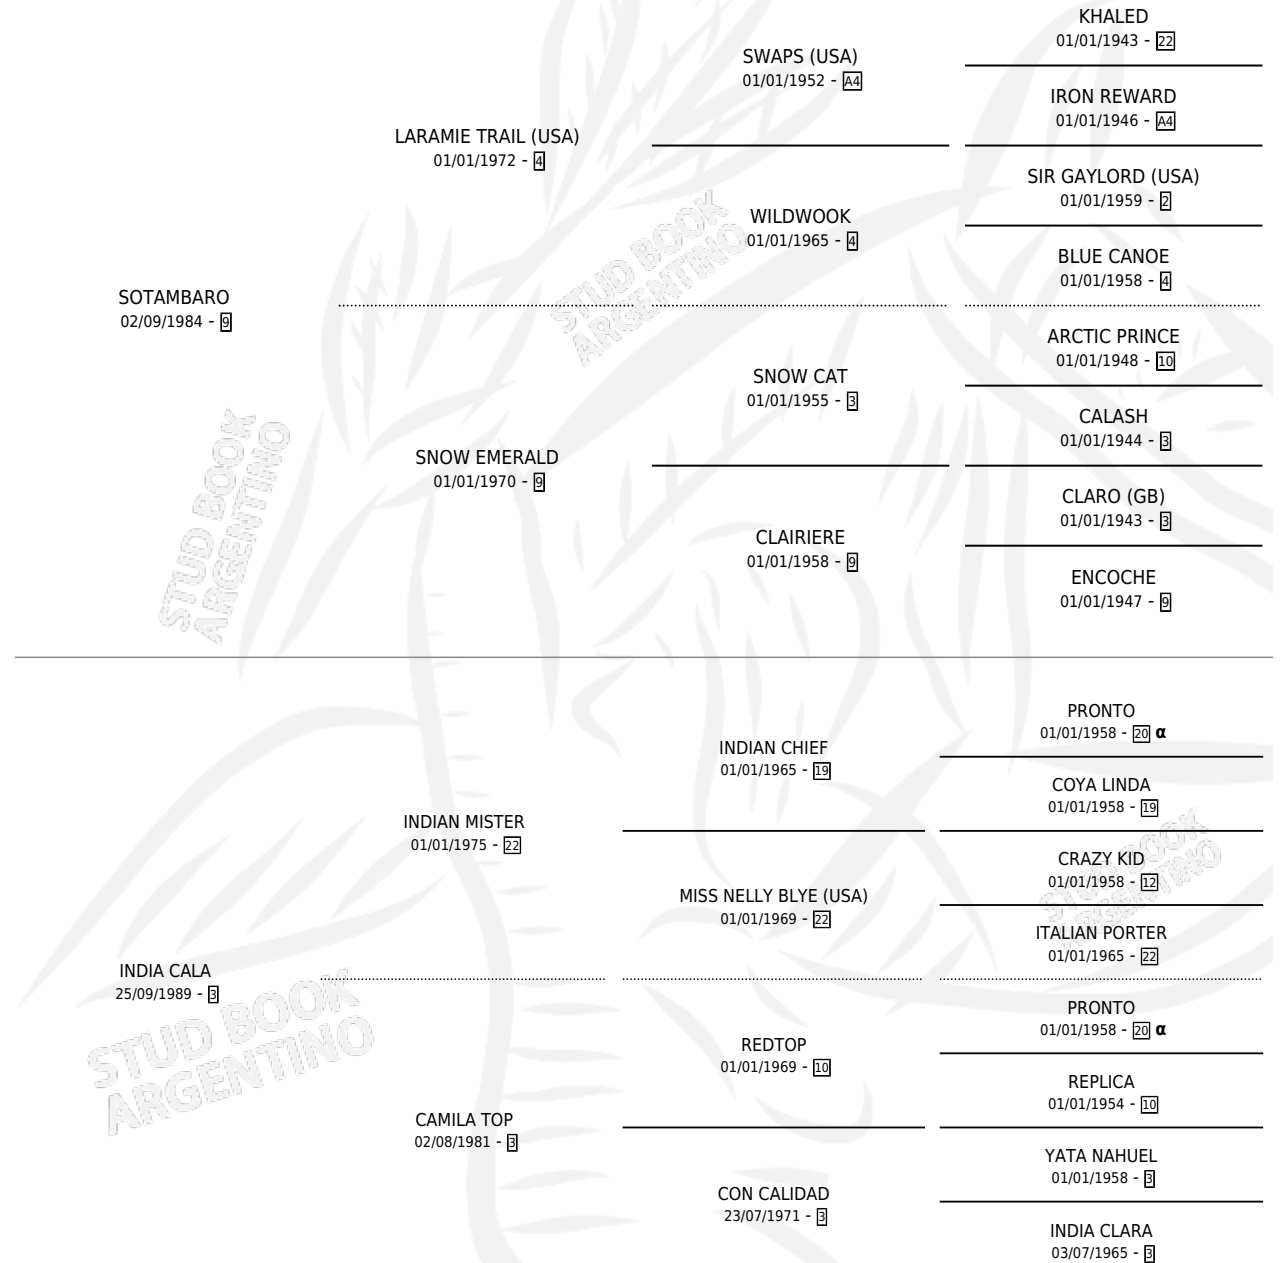 KHALED
01/01/1943 - 22
SWAPS (USA)
01/01/1952 - A4
IRON REWARD
01/01/1946 - A4
LARAMIE TRAIL (USA)
01/01/1972 - 4
SIR GAYLORD (USA)
01/01/1959 - 2
WILDWOOK
01/01/1965 - 4
BLUE CANOE
01/01/1958 - 4
SOTAMBARO
02/09/1984 - 9
ARCTIC PRINCE
01/01/1948 - 10
SNOW CAT
01/01/1955 - 3
CALASH
01/01/1944 - 3
SNOW EMERALD
01/01/1970 - 9
CLARO (GB)
01/01/1943 - 3
CLAIRIERE
01/01/1958 - 9
ENCOCHE
01/01/1947 - 9
STUD BOOK
ARGENTINO
STUD BOOK
ARGENTINO
PRONTO
01/01/1958 - 20 α
INDIAN CHIEF
01/01/1965 - 19
COYA LINDA
01/01/1958 - 19
INDIAN MISTER
01/01/1975 - 22
CRAZY KID
01/01/1958 - 12
MISS NELLY BLYE (USA)
01/01/1969 - 22
ITALIAN PORTER
01/01/1965 - 22
INDIA CALA
25/09/1989 - 3
PRONTO
01/01/1958 - 20 α
REDTOP
01/01/1969 - 10
REPLICA
01/01/1954 - 10
CAMILA TOP
02/08/1981 - 3
YATA NAHUEL
01/01/1958 - 3
CON CALIDAD
23/07/1971 - 3
INDIA CLARA
03/07/1965 - 3
STUD BOOK
ARGENTINO
STUD BOOK
ARGENTINO